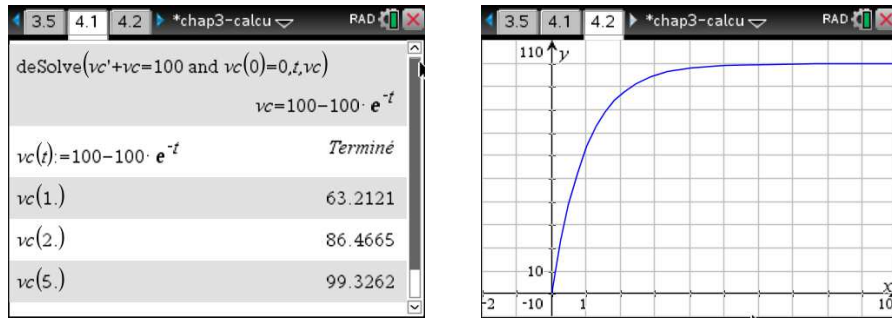 3.5 4.1 4.2 *chap3-calcu RAD
deSolve(vc'+vc=100 and vc(0)=0,t,vc)
vc=100−100· e^-t
vc(t):=100−100· e^-t Terminé
vc(1.) 63.2121
vc(2.) 86.4665
vc(5.) 99.3262
3.5 4.1 4.2 *chap3-calcu RAD
110 y
10
x
-2 -10 1 10